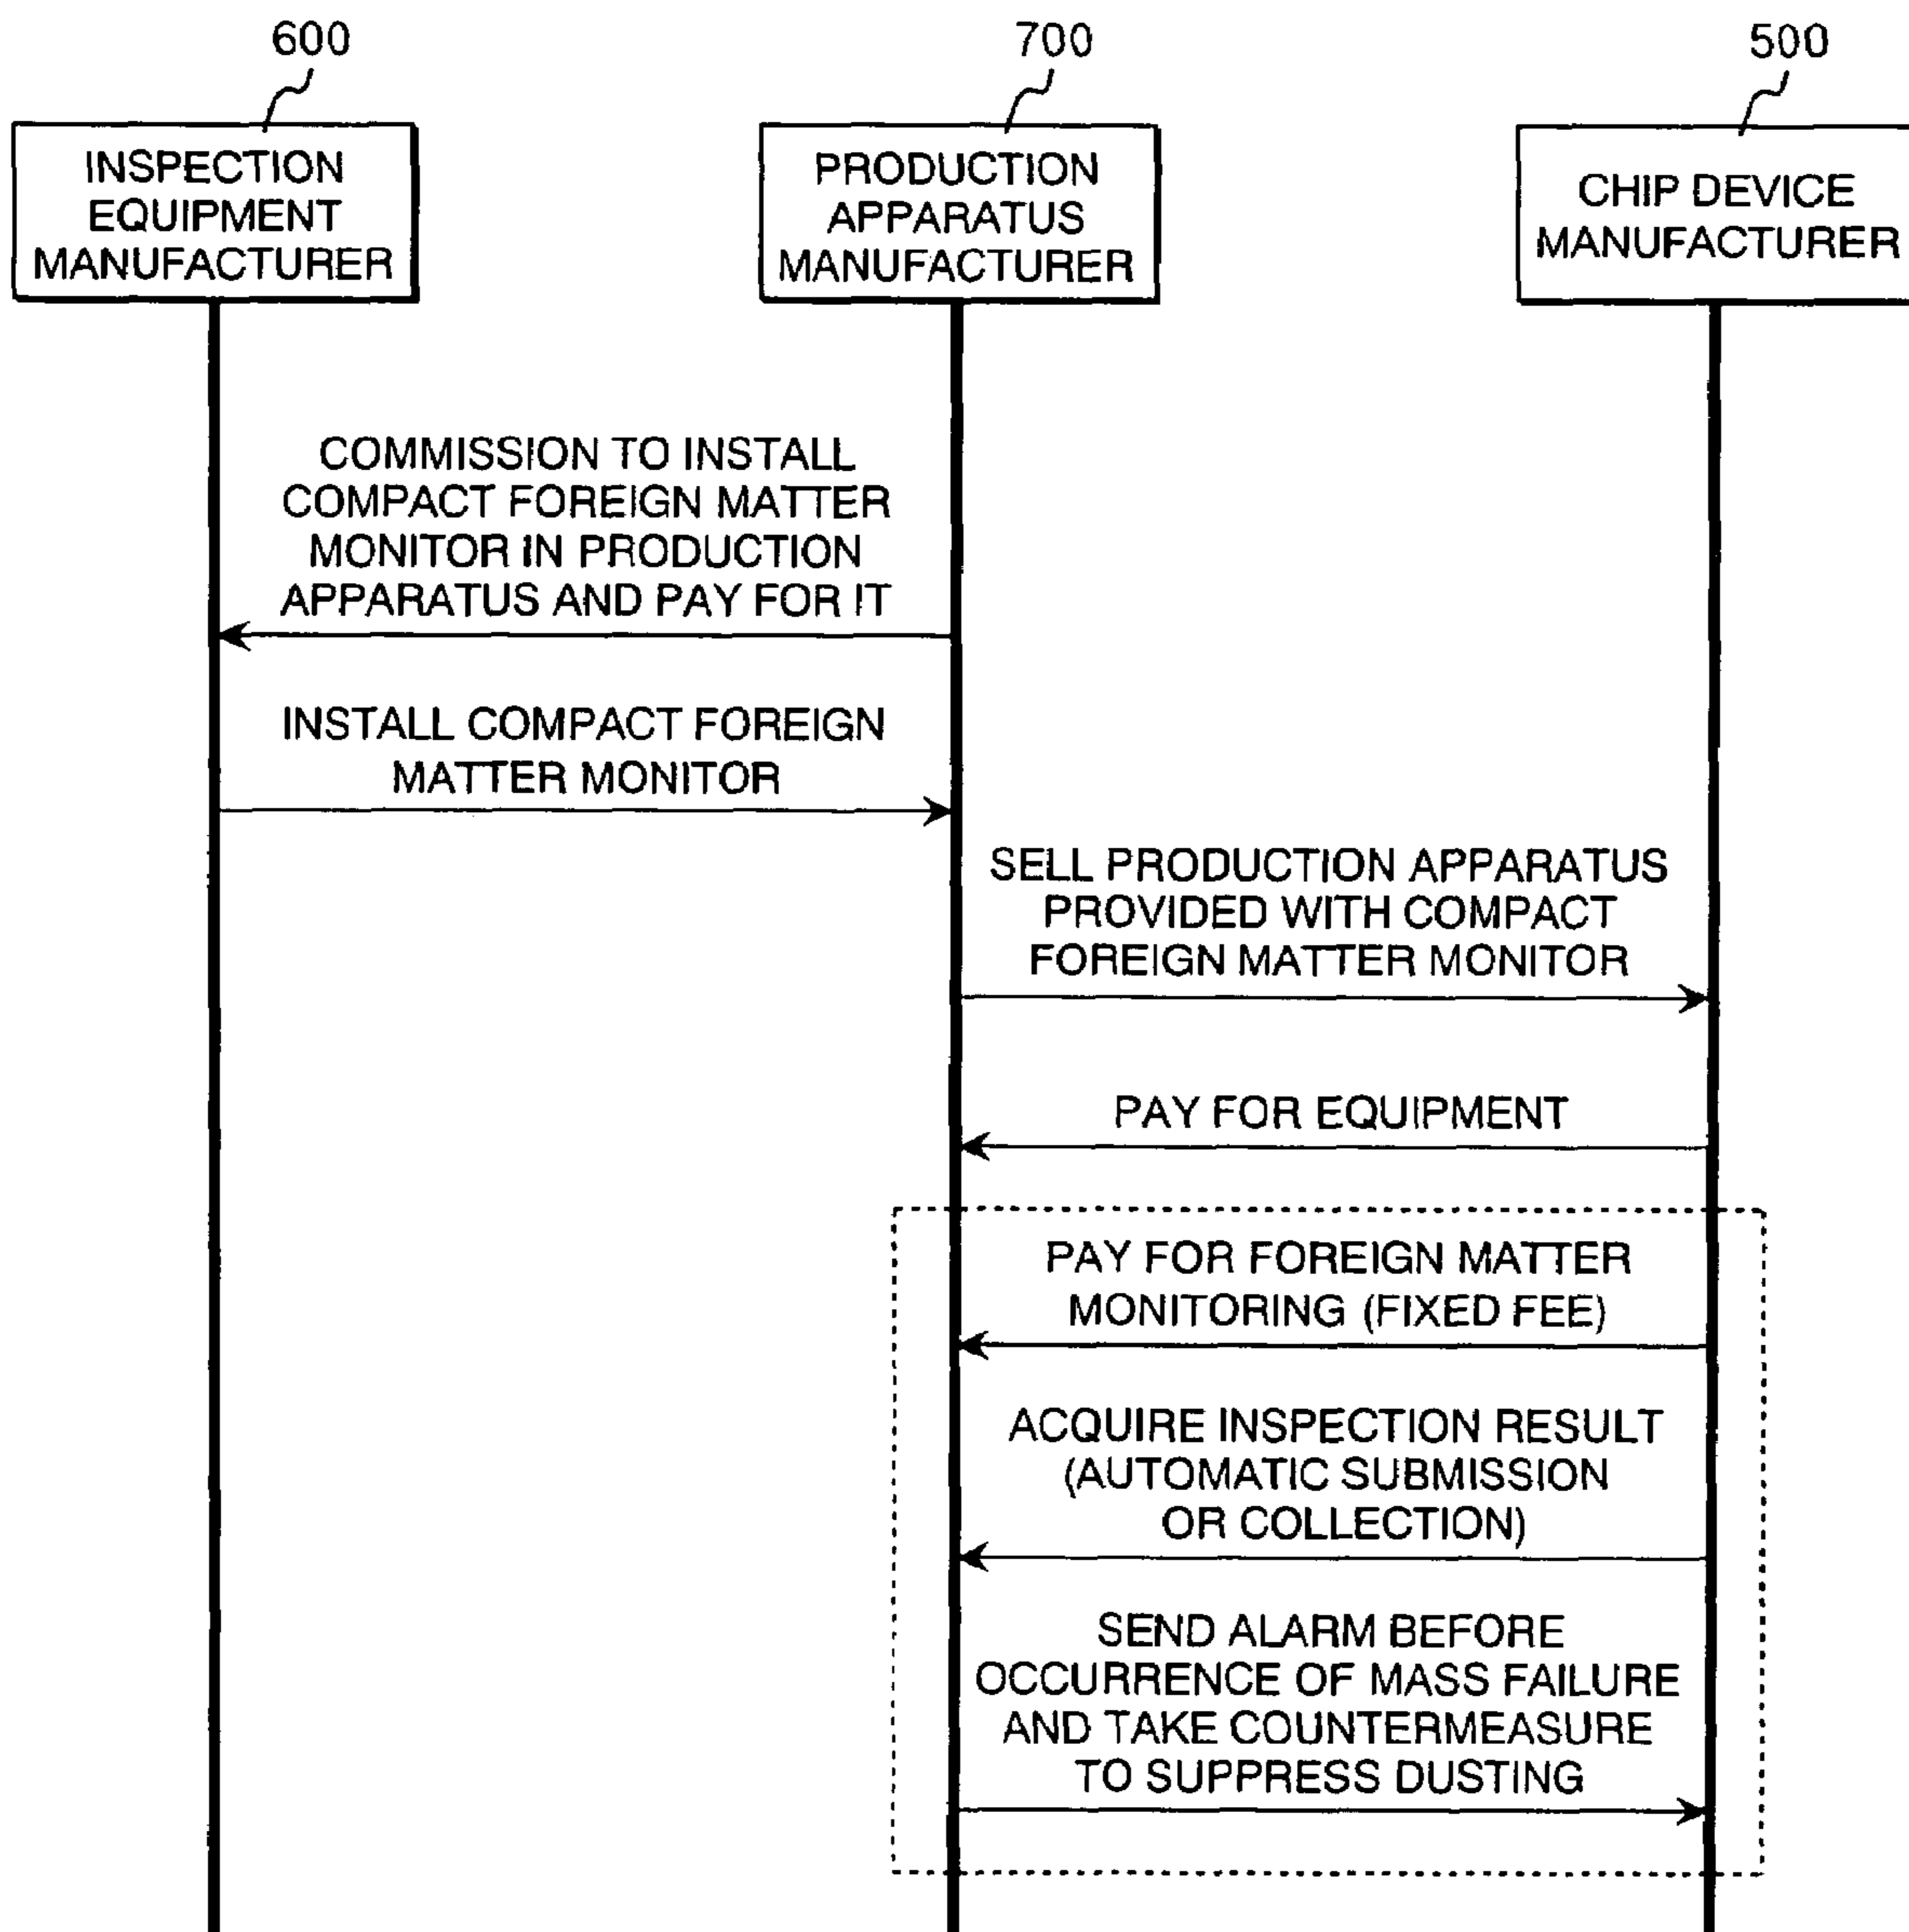 600
700
500
INSPECTION
EQUIPMENT
MANUFACTURER
PRODUCTION
APPARATUS
MANUFACTURER
CHIP DEVICE
MANUFACTURER
COMMISSION TO INSTALL
COMPACT FOREIGN MATTER
MONITOR IN PRODUCTION
APPARATUS AND PAY FOR IT
INSTALL COMPACT FOREIGN
MATTER MONITOR
SELL PRODUCTION APPARATUS
PROVIDED WITH COMPACT
FOREIGN MATTER MONITOR
PAY FOR EQUIPMENT
PAY FOR FOREIGN MATTER
MONITORING (FIXED FEE)
ACQUIRE INSPECTION RESULT
(AUTOMATIC SUBMISSION
OR COLLECTION)
SEND ALARM BEFORE
OCCURRENCE OF MASS FAILURE
AND TAKE COUNTERMEASURE
TO SUPPRESS DUSTING